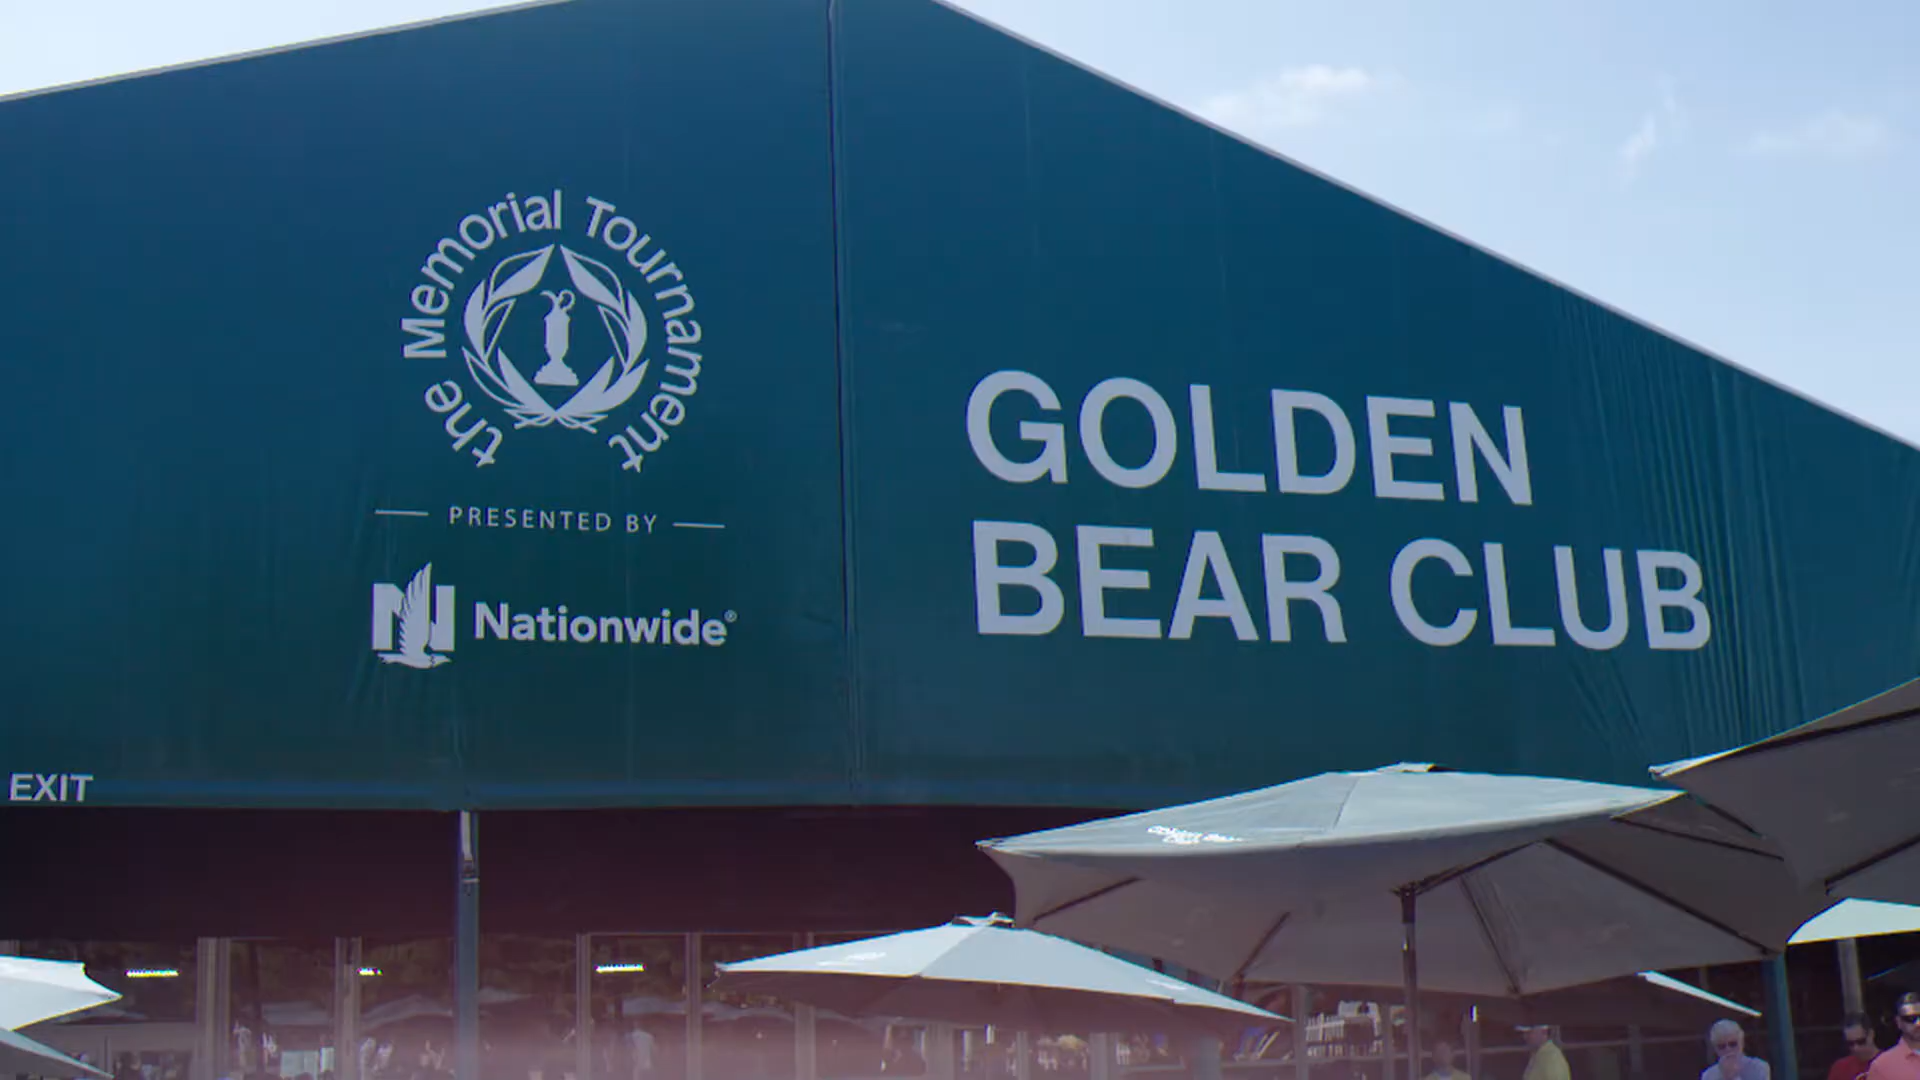 the Memorial Tournament
PRESENTED BY
Nationwide®
GOLDEN
BEAR CLUB
EXIT